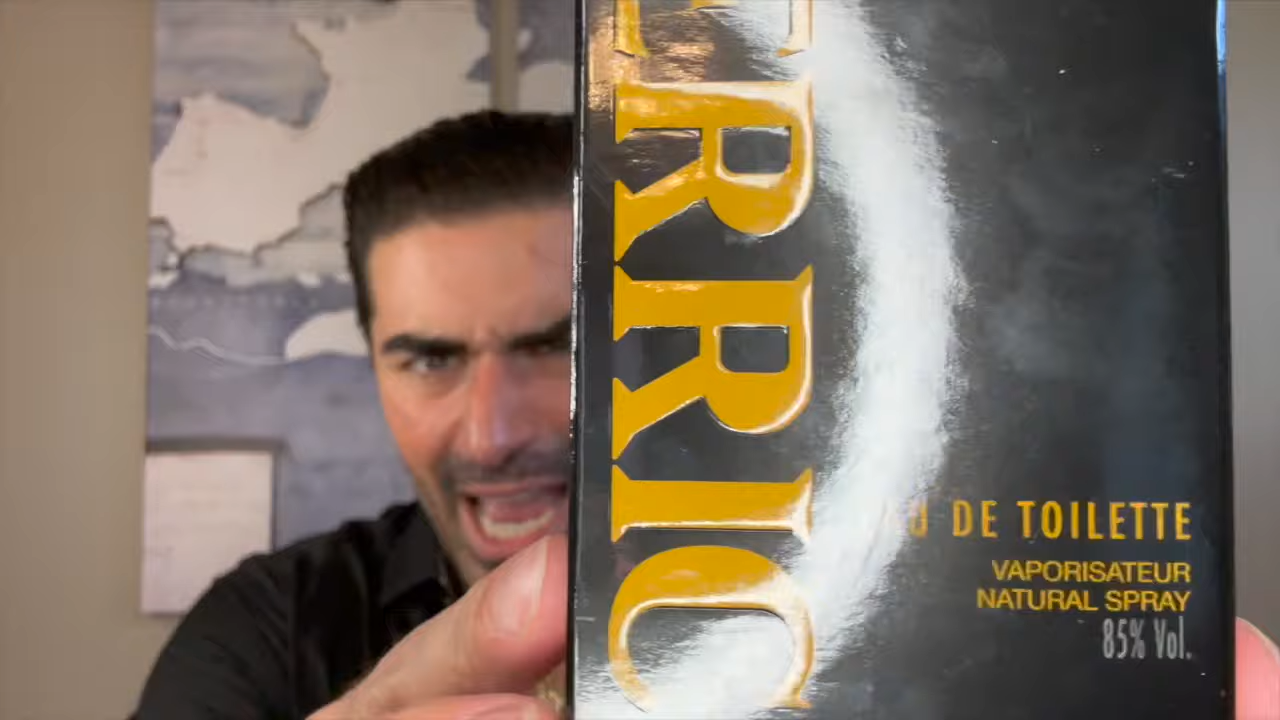 ERRIC
DE TOILETTE
VAPORISATEUR
NATURAL SPRAY
85% Vol.